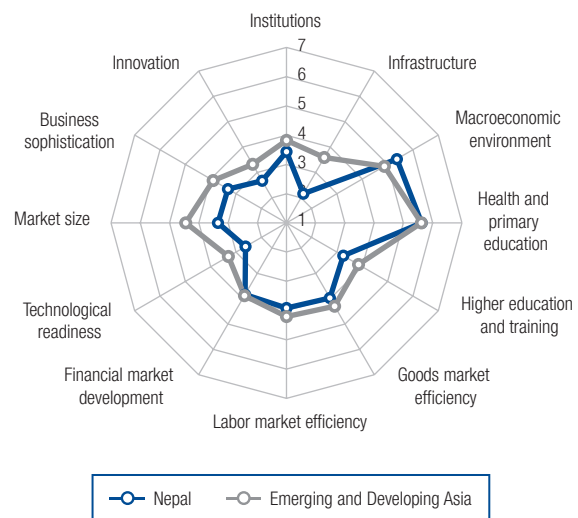 Institutions
7
6
5
4
3
1
Innovation
Infrastructure
Business
sophistication
Macroeconomic
environment
Market size
Health and
primary
education
Technological
readiness
Higher education
and training
Financial market
development
Goods market
efficiency
Labor market efficiency
Nepal
Emerging and Developing Asia